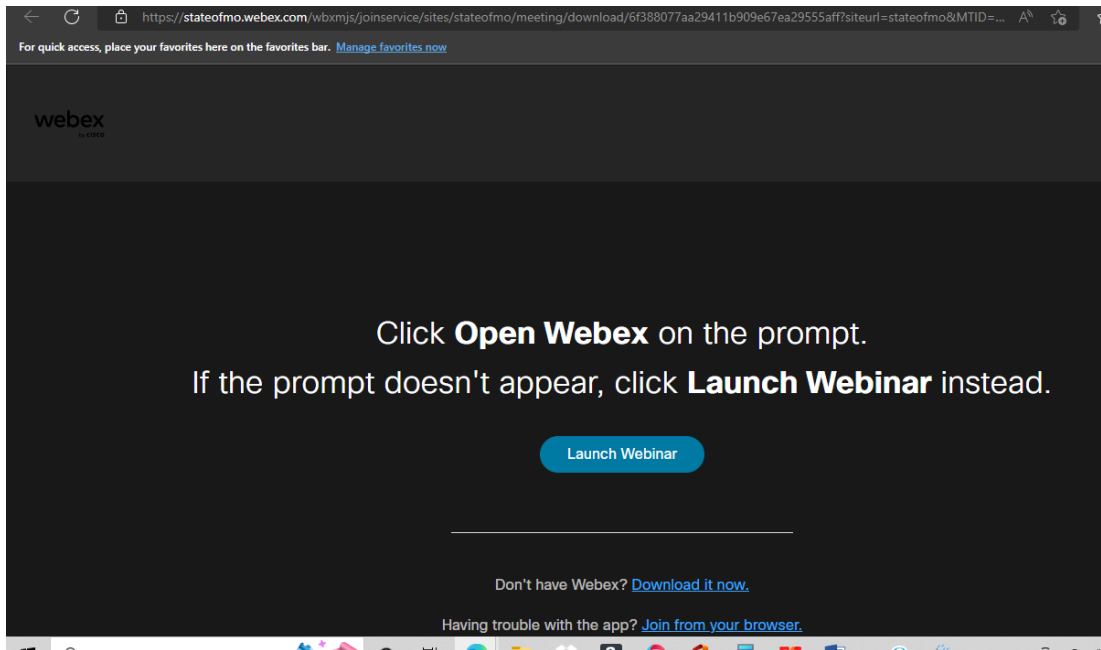 https://stateofmo.webex.com/wbxmjs/joinservice/sites/stateofmo/meeting/download/6f388077aa29411b909e67ea29555aff?siteurl=stateofmo&MTID=...
For quick access, place your favorites here on the favorites bar. Manage favorites now
webex
by CISCO
Click Open Webex on the prompt.
If the prompt doesn't appear, click Launch Webinar instead.
Launch Webinar
Don't have Webex? Download it now.
Having trouble with the app? Join from your browser.